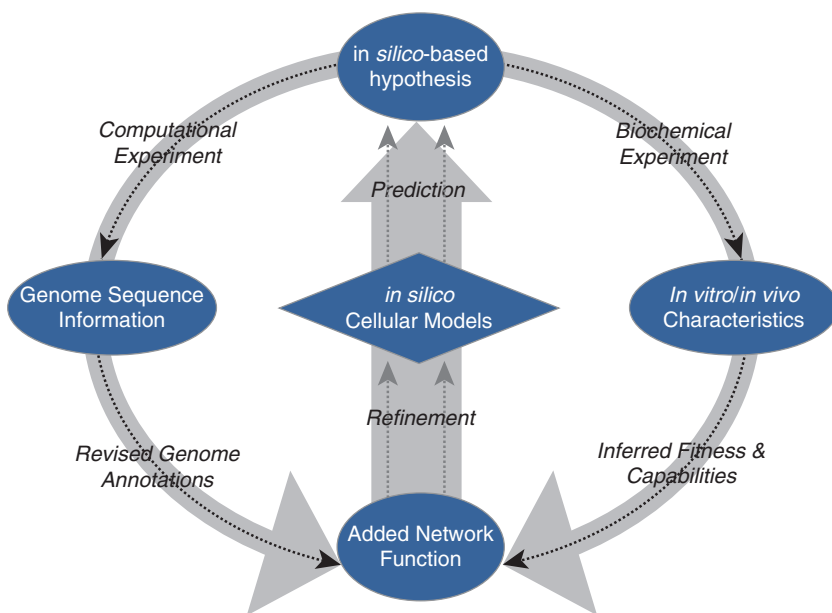 in silico-based
hypothesis
Computational
Experiment
Biochemical
Experiment
Prediction
Genome Sequence
Information
in silico
Cellular Models
In vitro/in vivo
Characteristics
Refinement
Revised Genome
Annotations
Inferred Fitness &
Capabilities
Added Network
Function